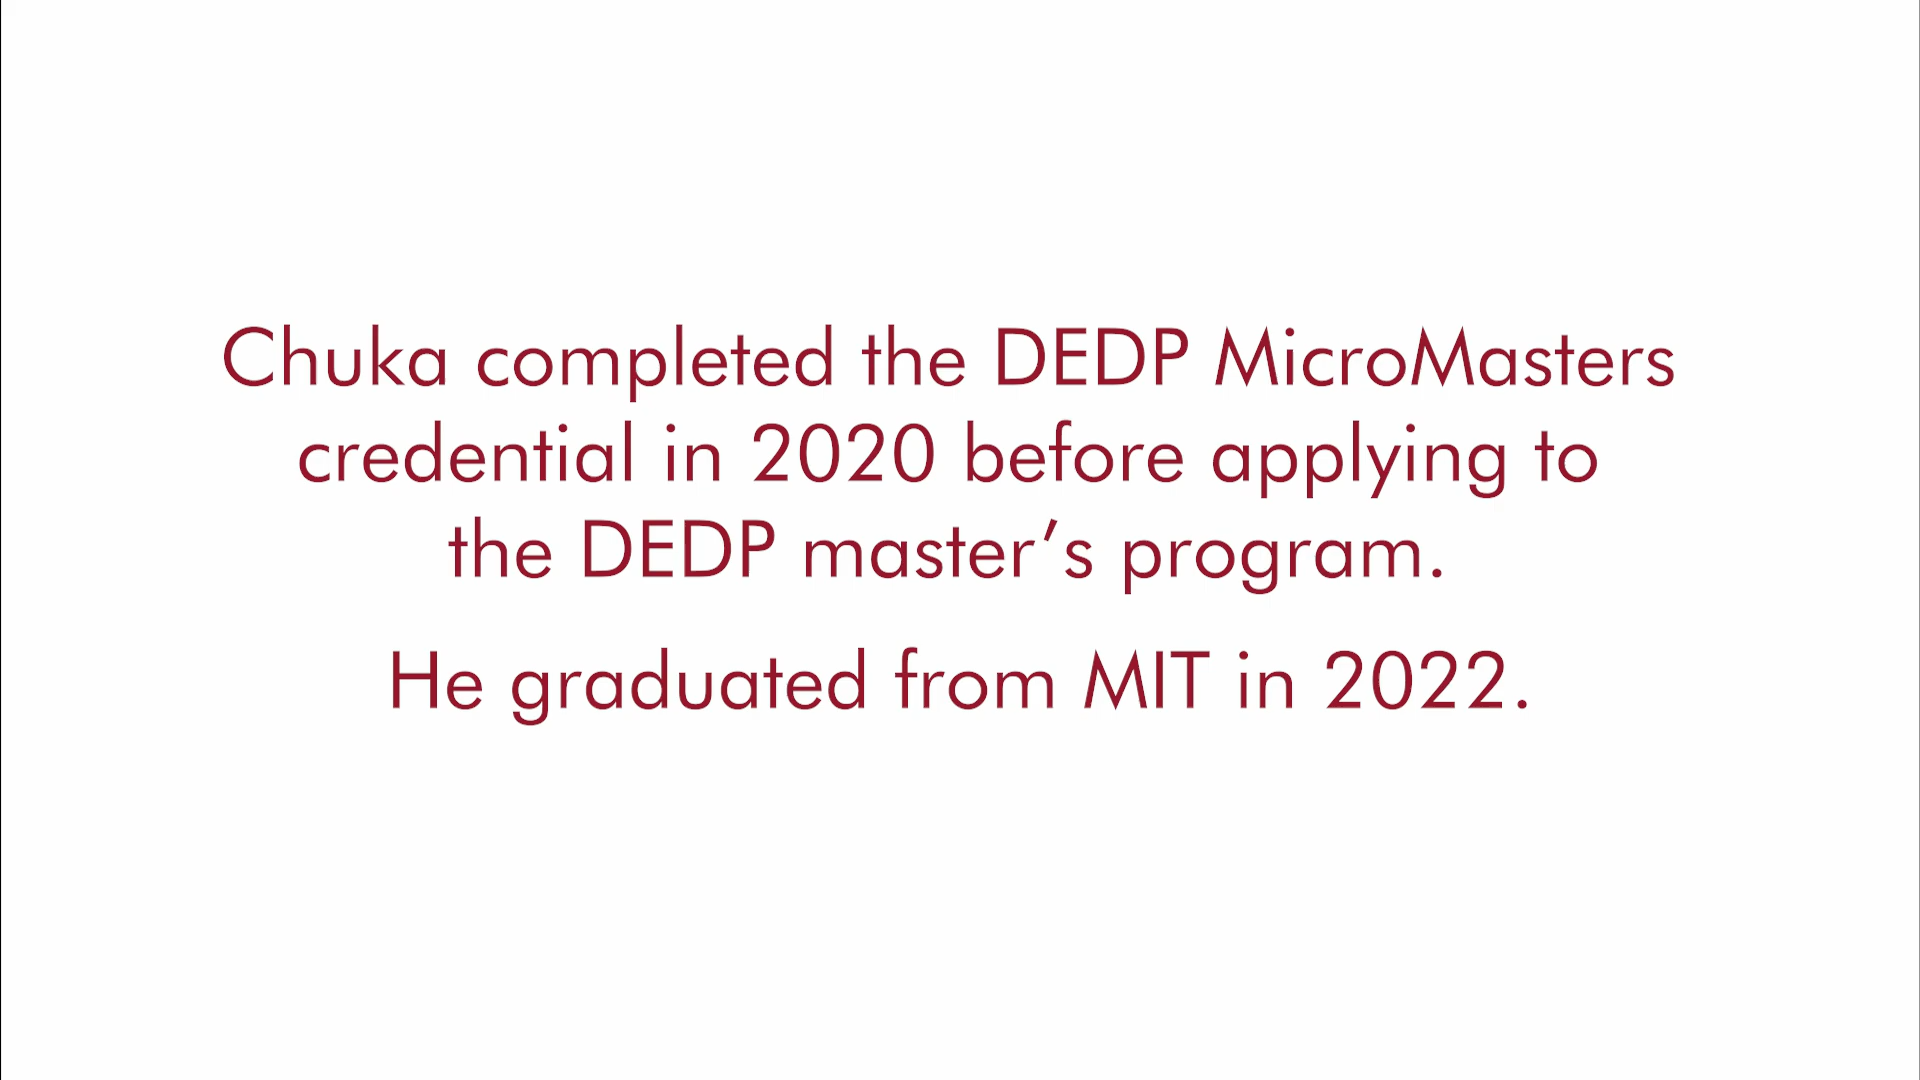 Chuka completed the DEDP MicroMasters
credential in 2020 before applying to
the DEDP master’s program.
He graduated from MIT in 2022.